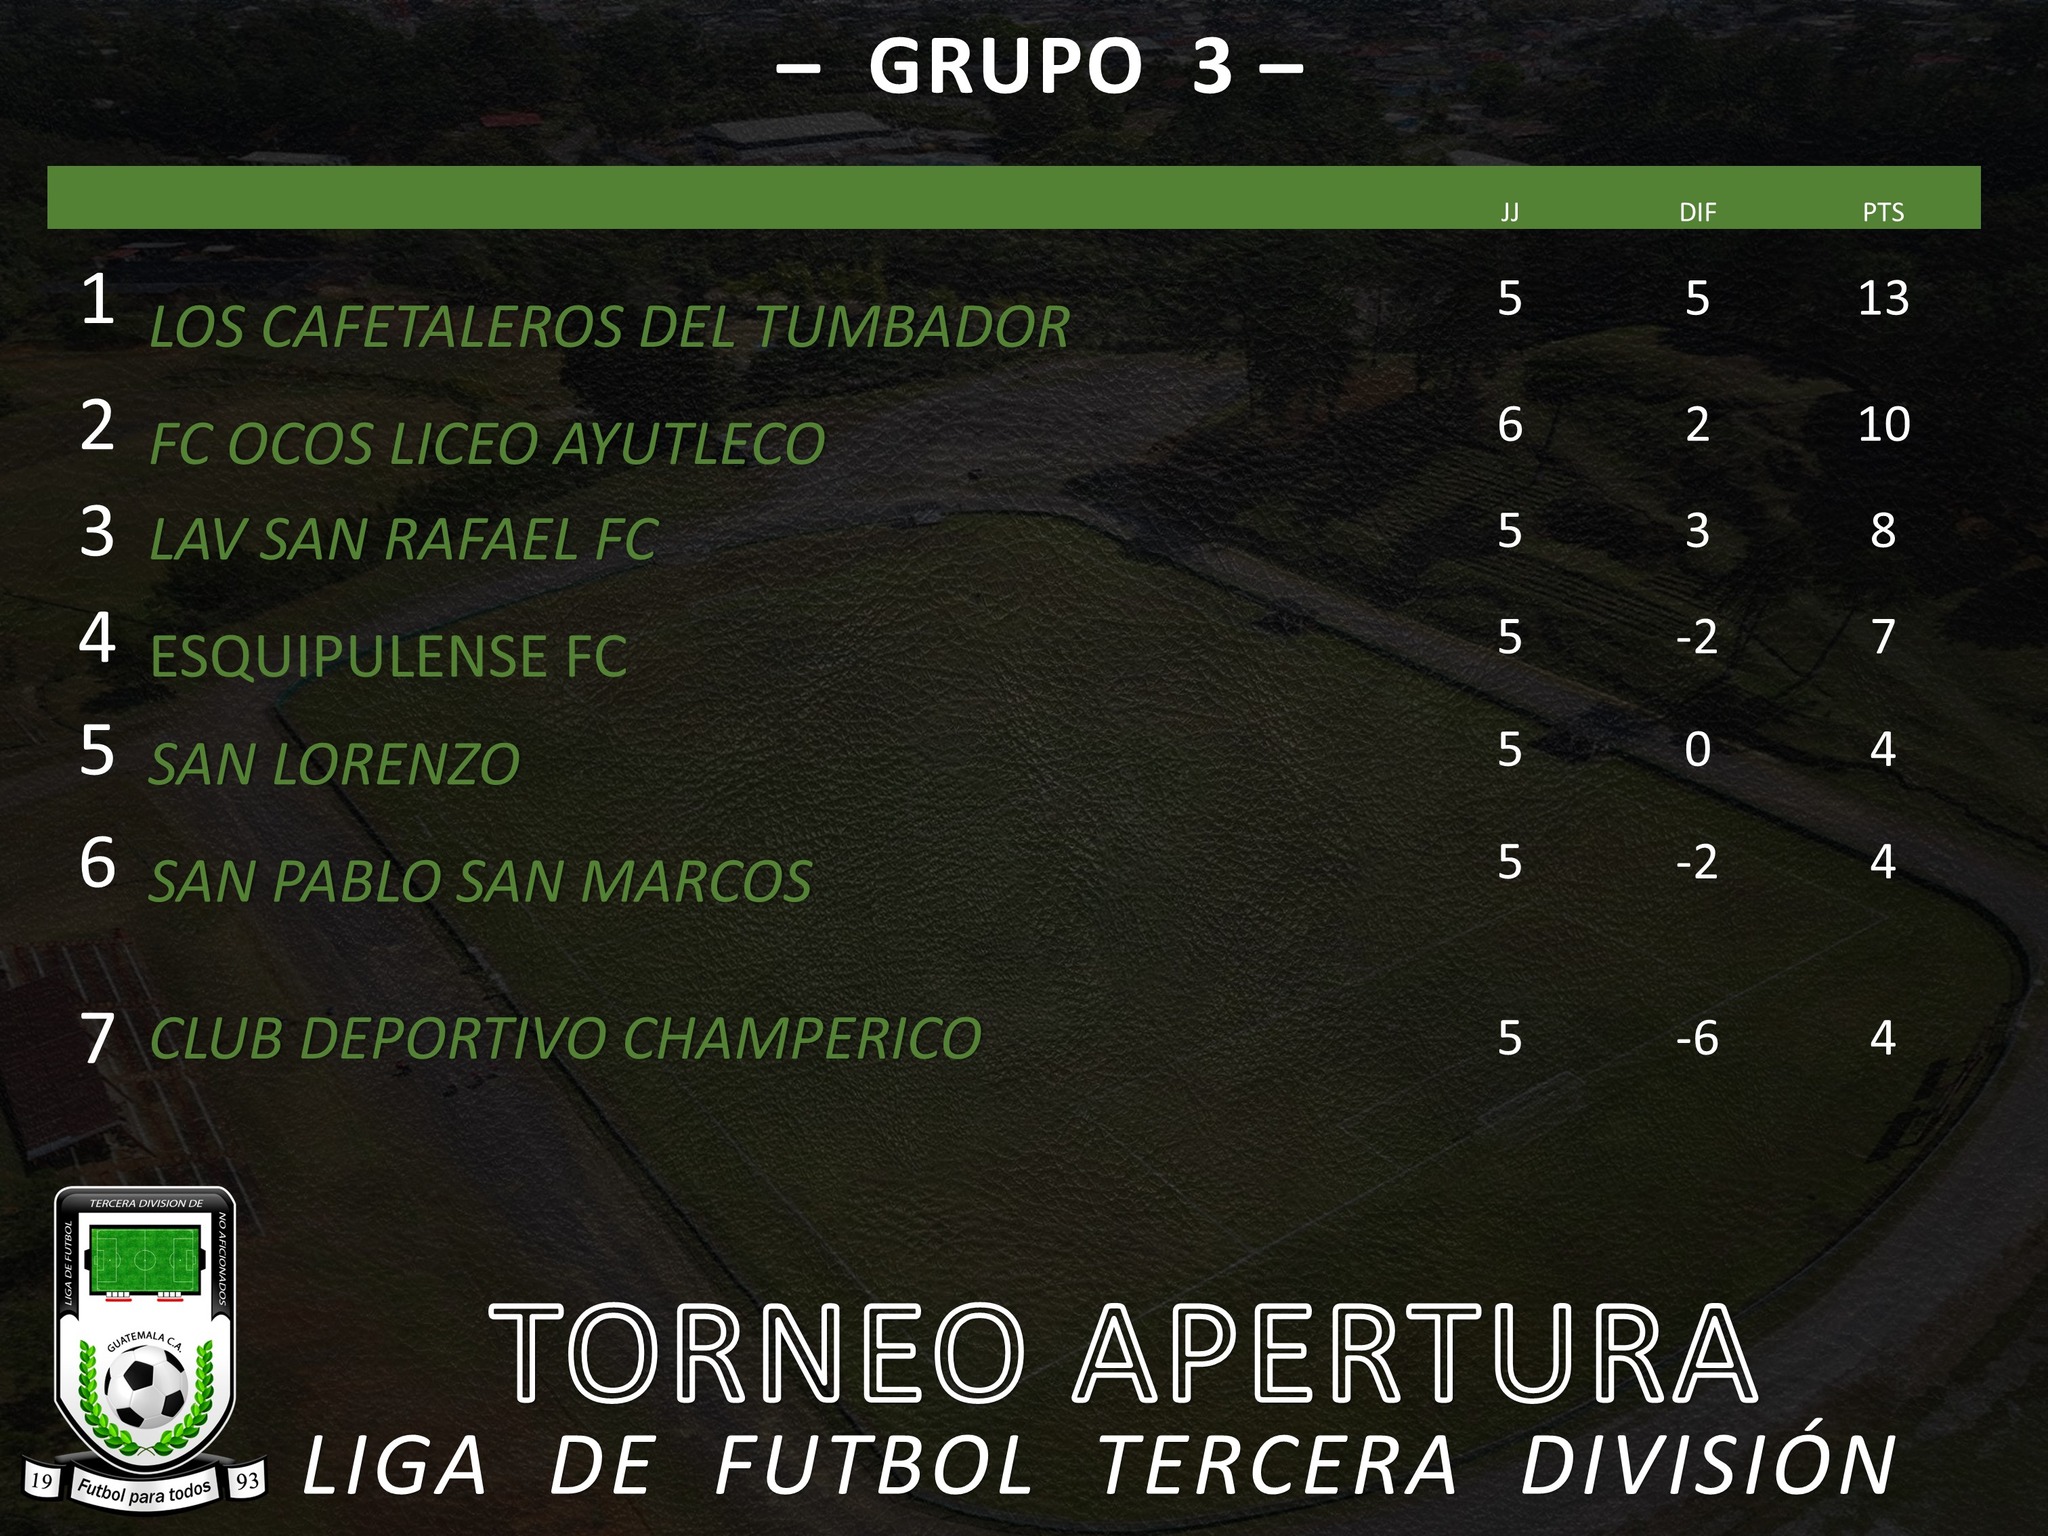 – GRUPO 3 –
JJ DIF PTS
1 LOS CAFETALEROS DEL TUMBADOR 5 5 13
2 FC OCOS LICEO AYUTLECO 6 2 10
3 LAV SAN RAFAEL FC 5 3 8
4 ESQUIPULENSE FC 5 -2 7
5 SAN LORENZO 5 0 4
6 SAN PABLO SAN MARCOS 5 -2 4
7 CLUB DEPORTIVO CHAMPERICO 5 -6 4
LIGA DE FUTBOL
TERCERA DIVISION DE
NO AFICIONADOS
GUATEMALA C.A.
19 Futbol para todos 93
TORNEO APERTURA
LIGA DE FUTBOL TERCERA DIVISIÓN